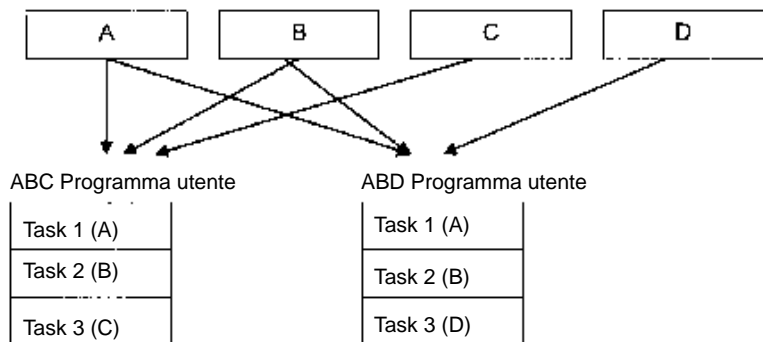 A B C D
ABC Programma utente ABD Programma utente
Task 1 (A) Task 1 (A)
Task 2 (B) Task 2 (B)
Task 3 (C) Task 3 (D)